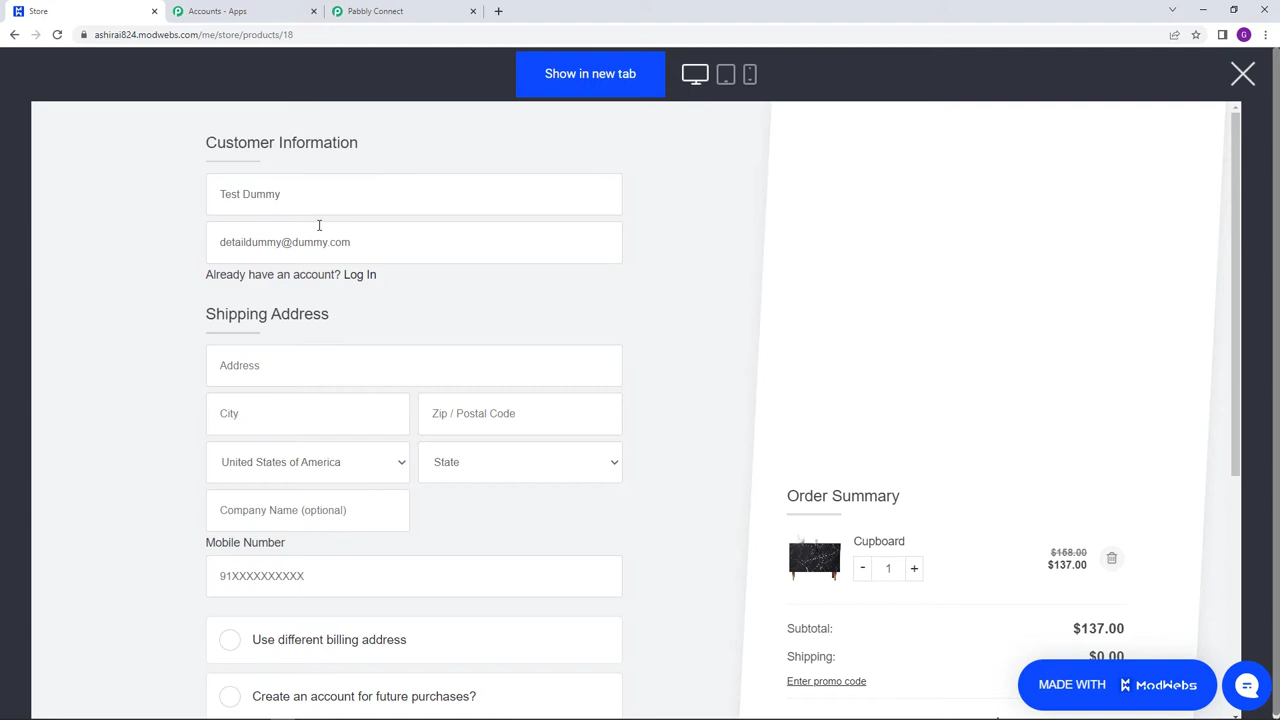 Store
Accounts - Apps
Pabbly Connect
ashirai824.modwebs.com/me/store/products/18
G
Show in new tab
Customer Information
Test Dummy
detaildummy@dummy.com
Already have an account? Log In
Shipping Address
Address
City
Zip / Postal Code
United States of America
State
Company Name (optional)
Mobile Number
91XXXXXXXXXX
Use different billing address
Create an account for future purchases?
Order Summary
Cupboard
$158.00
- 1 +
$137.00
Subtotal: $137.00
Shipping: $0.00
Enter promo code
MADE WITH ModWebs